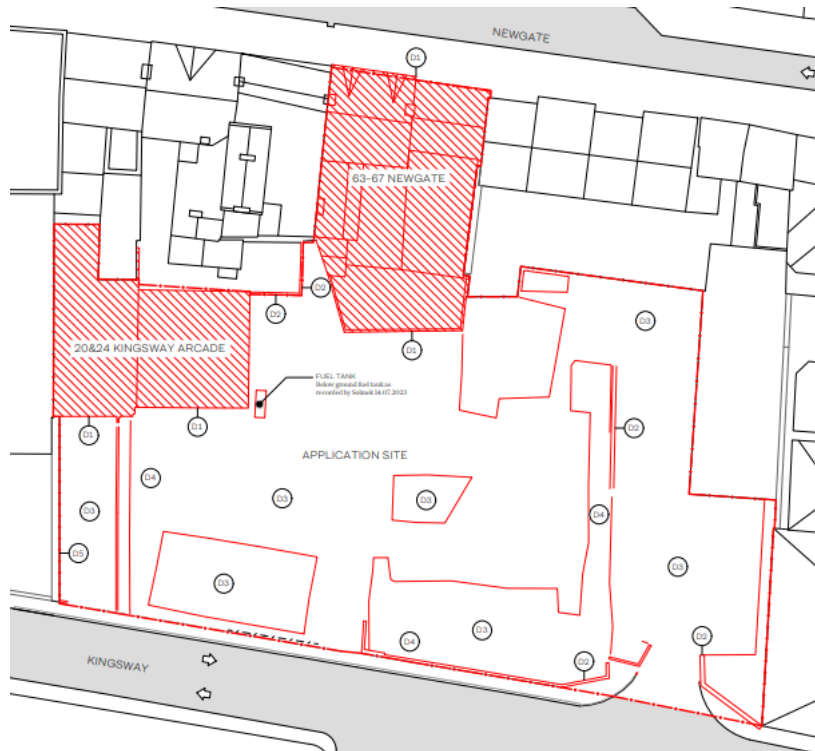 NEWGATE
D1
63-67 NEWGATE
D2
D2
D3
D1
20&24 KINGSWAY ARCADE
FUEL TANK
Below ground fuel tank as
recorded by Solmek 14.07.2023
D1
D1
D2
APPLICATION SITE
D4
D3
D3
D3
D4
D5
D3
D3
D3
D4
D2
D2
KINGSWAY